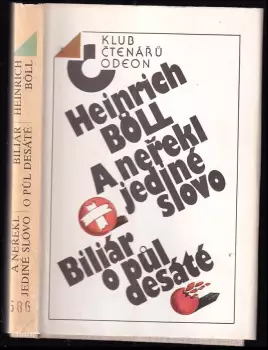 KLUB
ČTENÁŘŮ
ODEON
Heinrich
BÖLL
A neřekl
jediné
slovo
Biliár
o půl
desáté
A NEŘEKL
JEDINÉ SLOVO
BILIÁR
O PŮL DESÁTÉ
HEINRICH
BÖLL
586